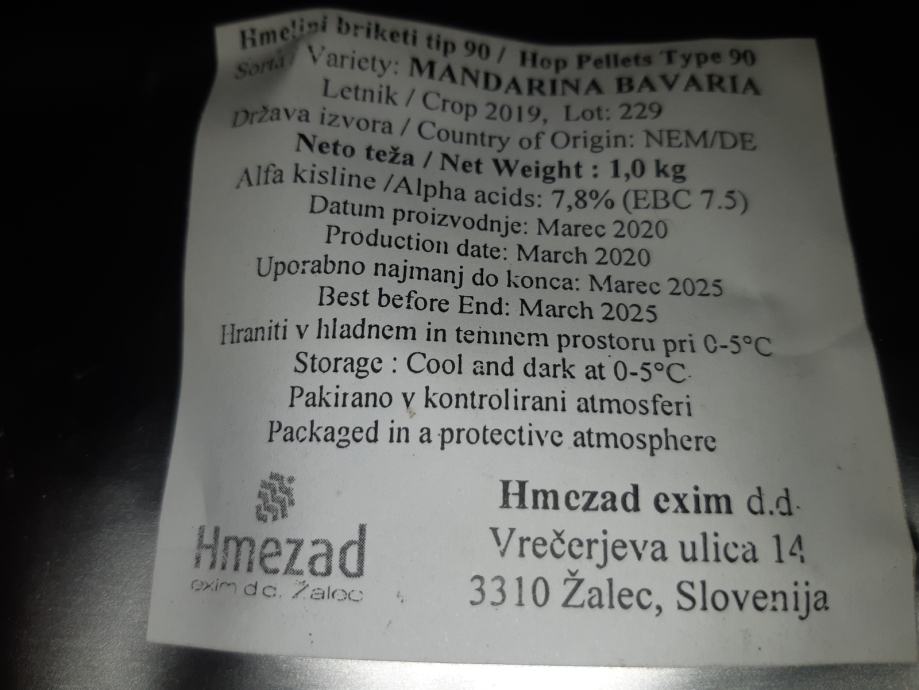 Hmeljni briketi tip 90 / Hop Pellets Type 90
Sorta / Variety: MANDARINA BAVARIA
Letnik / Crop 2019, Lot: 229
Država izvora / Country of Origin: NEM/DE
Neto teža / Net Weight : 1,0 kg
Alfa kisline /Alpha acids: 7,8% (EBC 7.5)
Datum proizvodnje: Marec 2020
Production date: March 2020
Uporabno najmanj do konca: Marec 2025
Best before End: March 2025
Hraniti v hladnem in temnem prostoru pri 0-5°C
Storage : Cool and dark at 0-5°C
Pakirano v kontrolirani atmosferi
Packaged in a protective atmosphere
Hmezad exim d.d.
Vrečerjeva ulica 14
3310 Žalec, Slovenija
Hmezad
exim d.d. Žalec